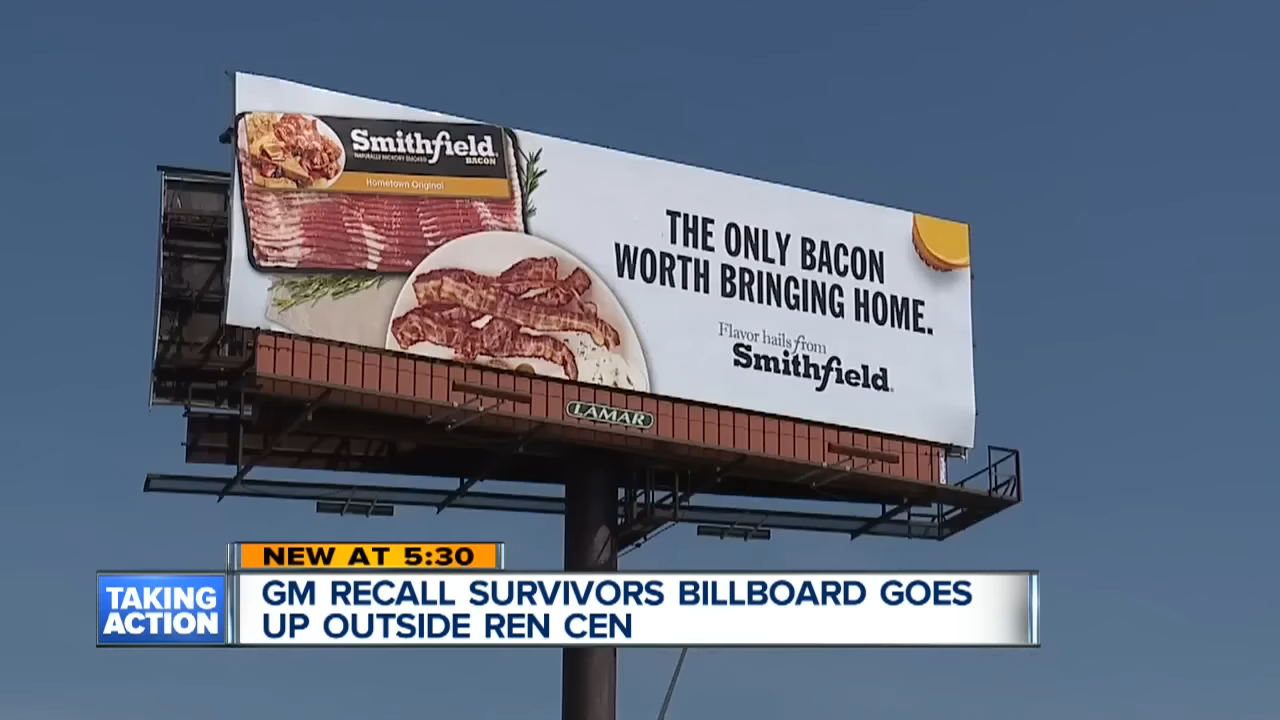 Smithfield
NATURALLY HICKORY SMOKED
BACON
Hometown Original
THE ONLY BACON
WORTH BRINGING HOME.
Flavor hails from
Smithfield
LAMAR
NEW AT 5:30
TAKING
ACTION
GM RECALL SURVIVORS BILLBOARD GOES
UP OUTSIDE REN CEN